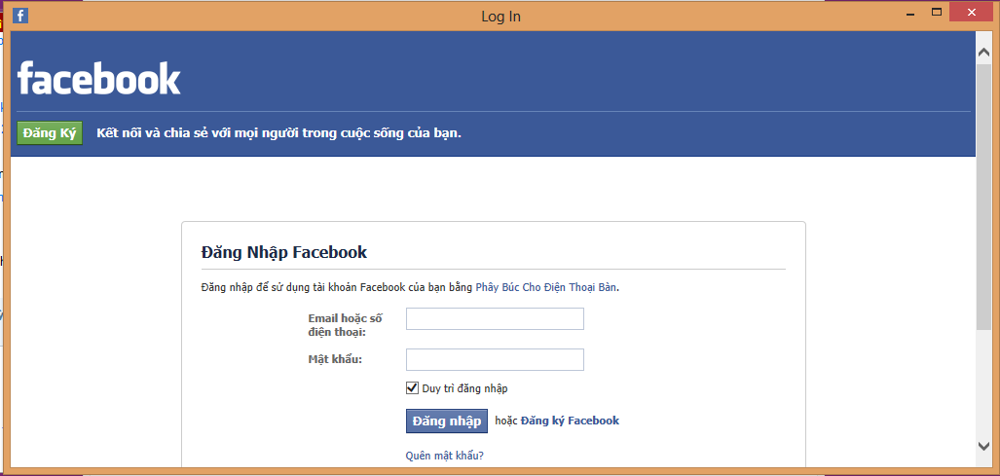 Log In
facebook
Đăng Ký Kết nối và chia sẻ với mọi người trong cuộc sống của bạn.
Đăng Nhập Facebook
Đăng nhập để sử dụng tài khoản Facebook của bạn bằng Phây Búc Cho Điện Thoại Bàn.
Email hoặc số
điện thoại:
Mật khẩu:
Duy trì đăng nhập
Đăng nhập hoặc Đăng ký Facebook
Quên mật khẩu?